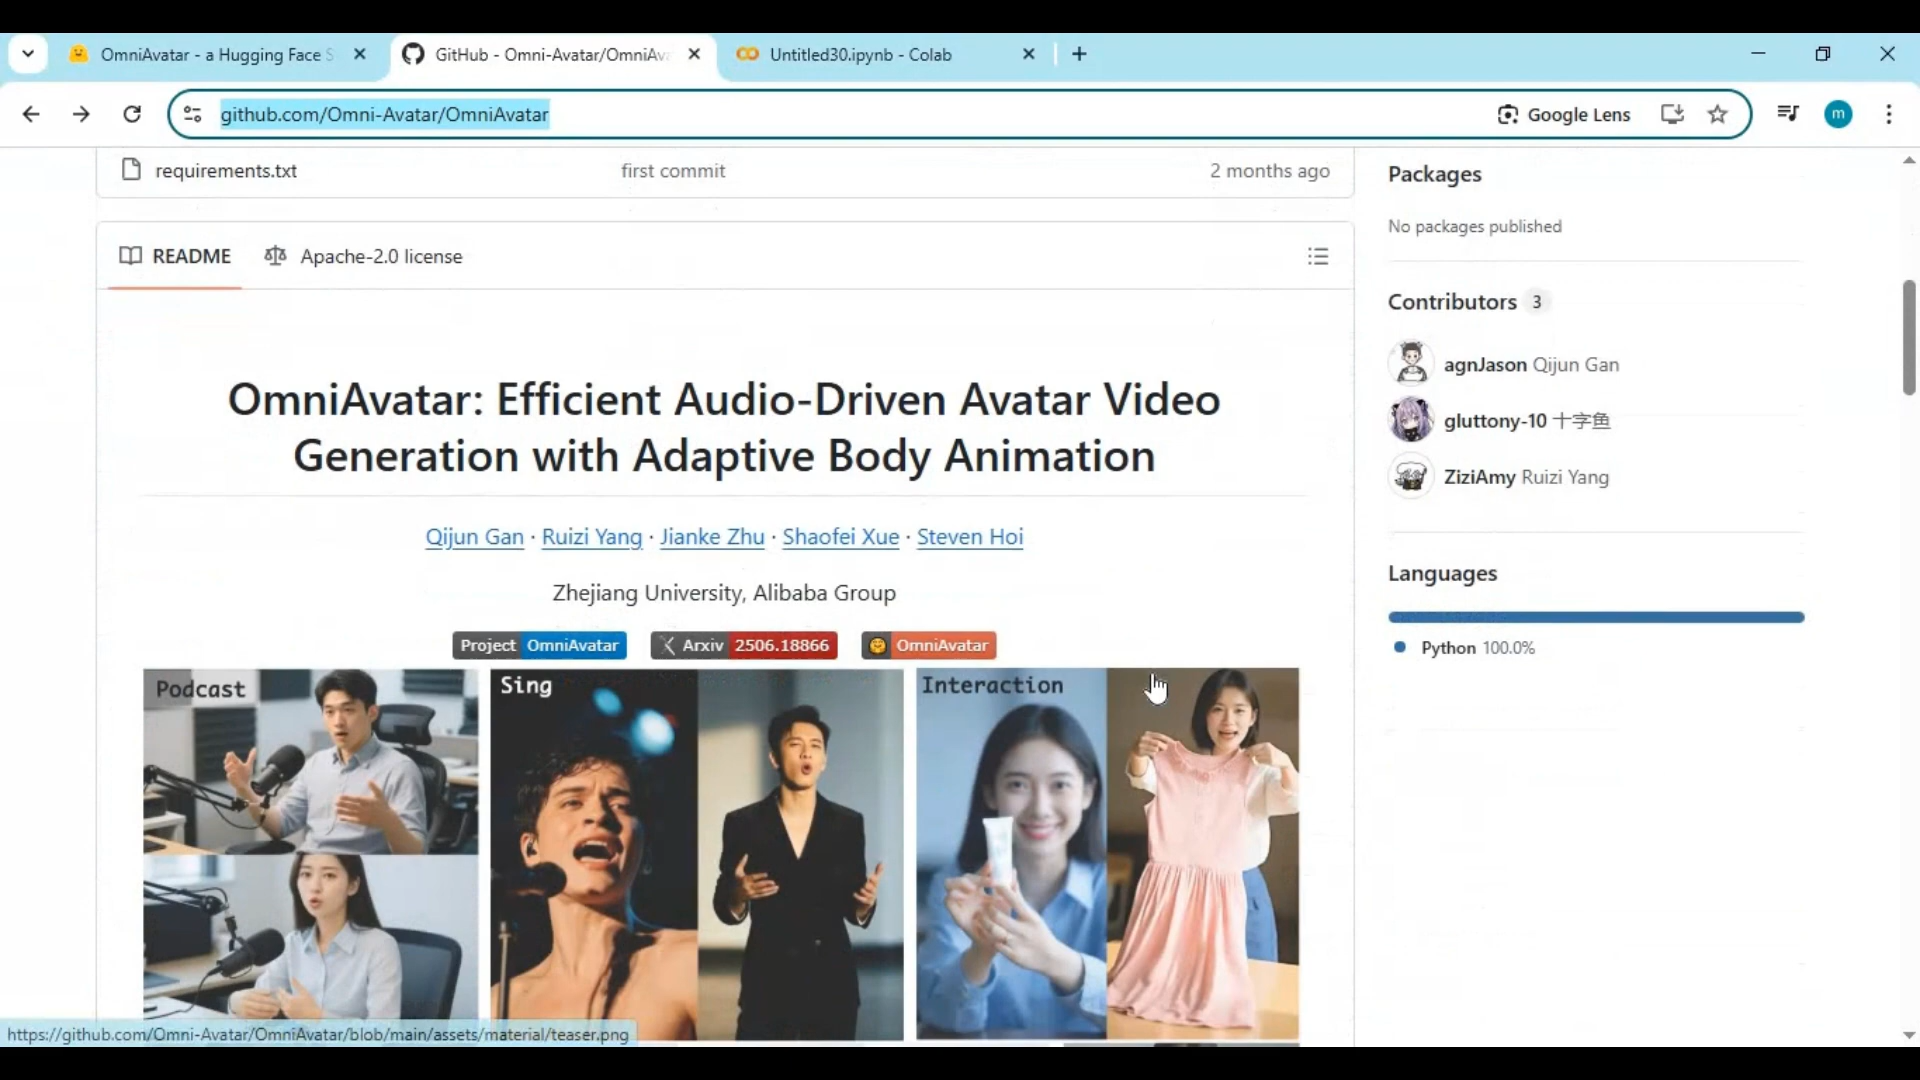 OmniAvatar - a Hugging Face S
GitHub - Omni-Avatar/OmniAv
Untitled30.ipynb - Colab
github.com/Omni-Avatar/OmniAvatar
Google Lens
m
requirements.txt
first commit
2 months ago
README
Apache-2.0 license
OmniAvatar: Efficient Audio-Driven Avatar Video
Generation with Adaptive Body Animation
Qijun Gan · Ruizi Yang · Jianke Zhu · Shaofei Xue · Steven Hoi
Zhejiang University, Alibaba Group
Project OmniAvatar
Arxiv 2506.18866
OmniAvatar
Podcast
Sing
Interaction
Packages
No packages published
Contributors 3
agnJason Qijun Gan
gluttony-10 十字鱼
ZiziAmy Ruizi Yang
Languages
Python 100.0%
https://github.com/Omni-Avatar/OmniAvatar/blob/main/assets/material/teaser.png